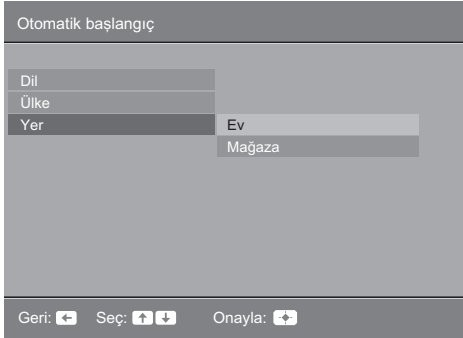 Otomatik başlangıç
Dil
Ülke
Yer Ev
Mağaza
Geri: Seç: Onayla: